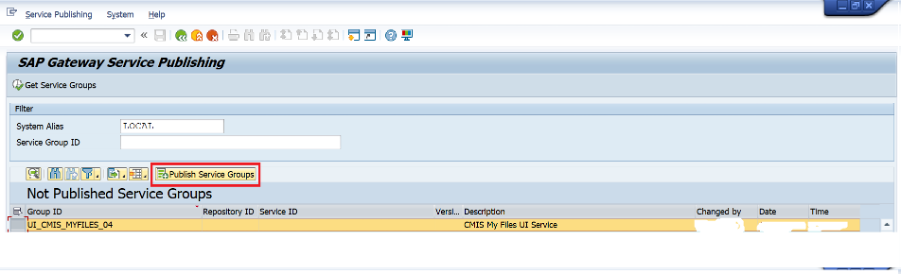 Service Publishing System Help
SAP Gateway Service Publishing
Get Service Groups
Filter
System Alias LOCAL
Service Group ID
Publish Service Groups
Not Published Service Groups
Group ID Repository ID Service ID Versi... Description Changed by Date Time
UI_CMIS_MYFILES_04 CMIS My Files UI Service